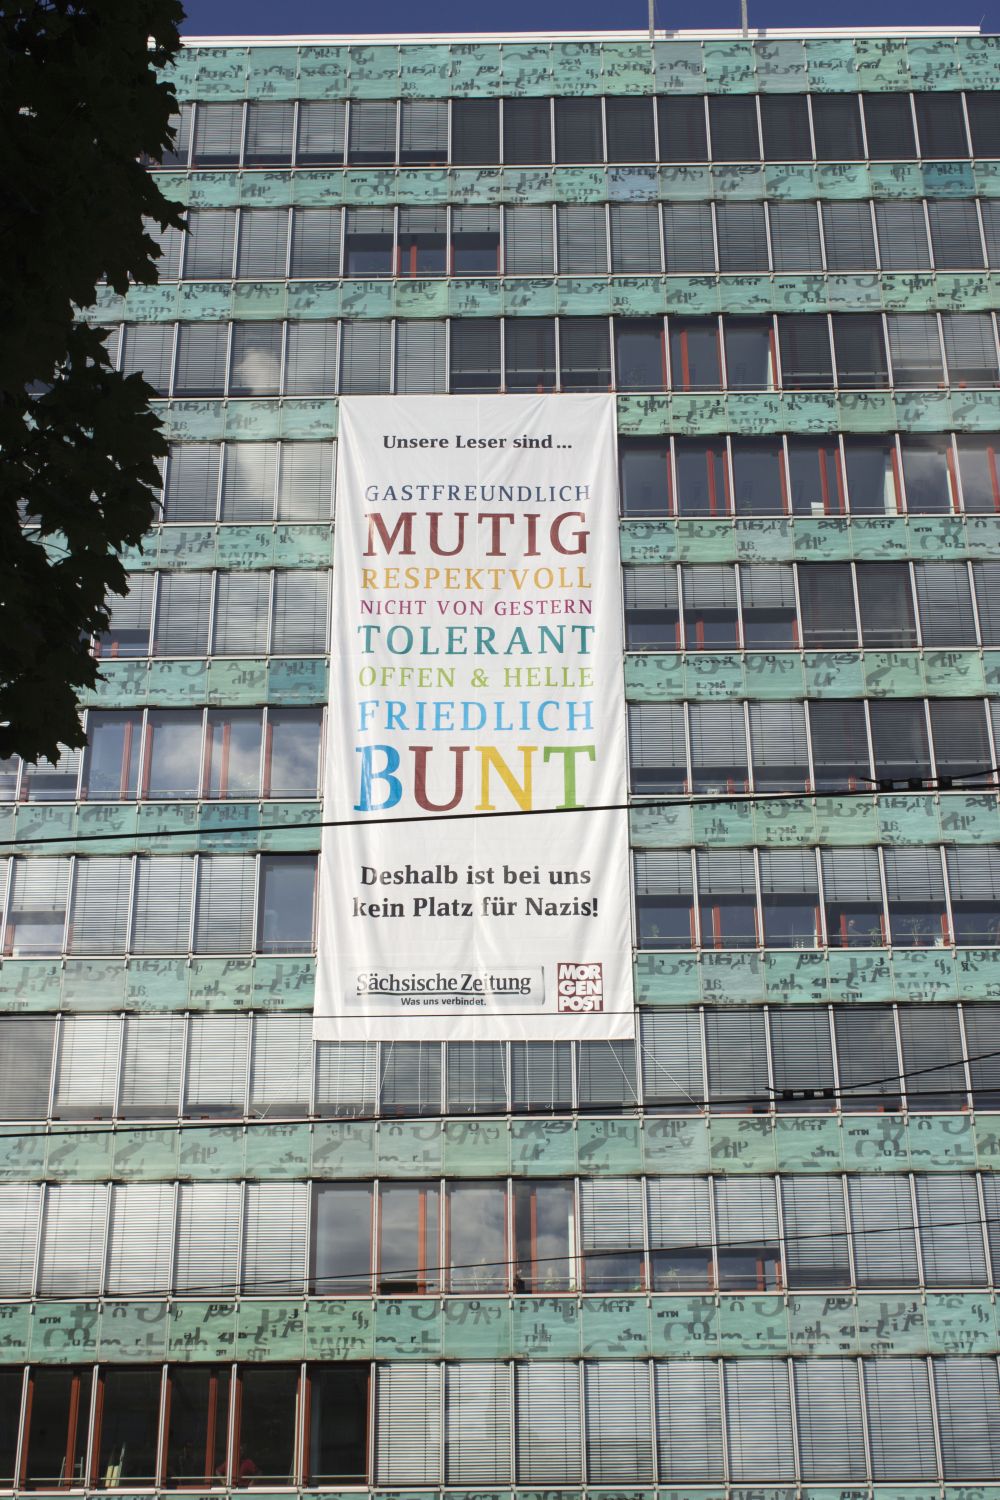 Unsere Leser sind...
GASTFREUNDLICH
MUTIG
RESPEKTVOLL
NICHT VON GESTERN
TOLERANT
OFFEN & HELLE
FRIEDLICH
BUNT
Deshalb ist bei uns
kein Platz für Nazis!
Sächsische Zeitung
Was uns verbindet.
MOR
GEN
POST